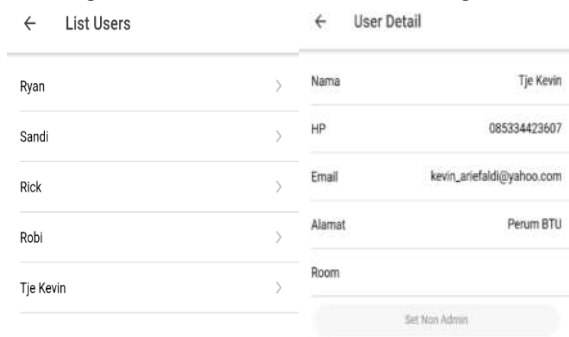 ← List Users
Ryan
Sandi
Rick
Robi
Tje Kevin
← User Detail
Nama Tje Kevin
HP 085334423607
Email kevin_ariefaldi@yahoo.com
Alamat Perum BTU
Room
Set Non Admin